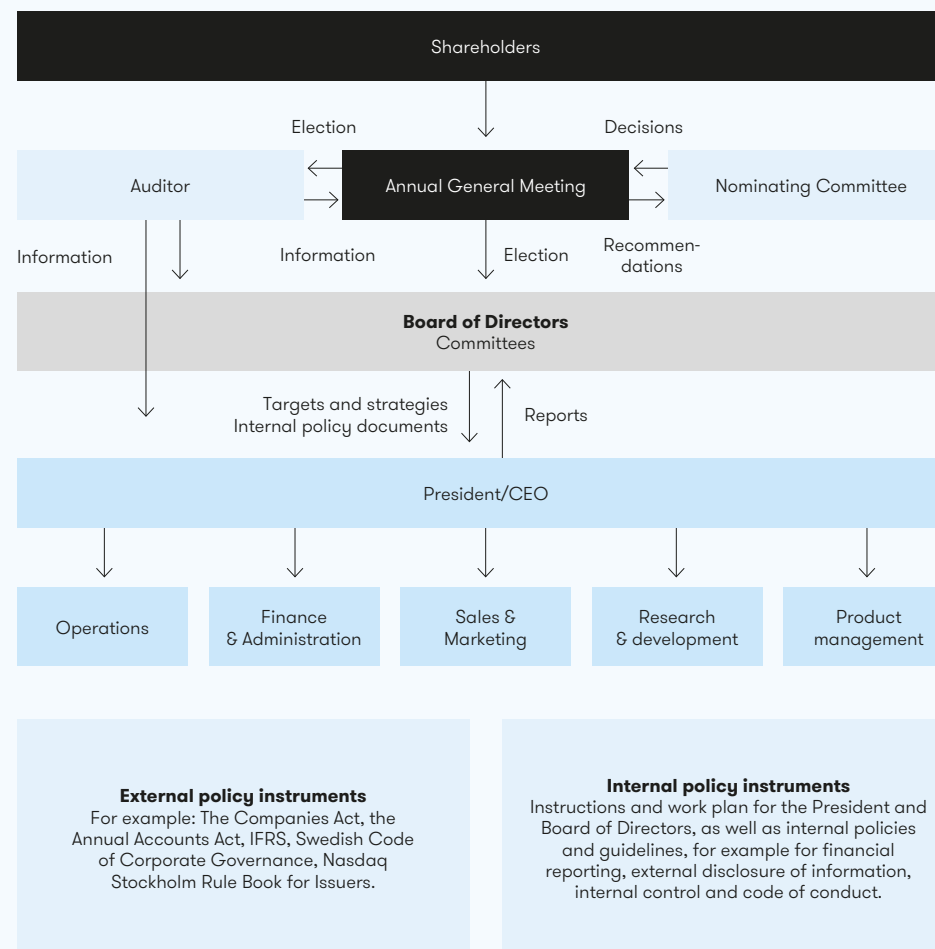 Shareholders
Election
Decisions
Auditor
Annual General Meeting
Nominating Committee
Information
Information
Election
Recommen-
dations
Board of Directors
Committees
Targets and strategies
Internal policy documents
Reports
President/CEO
Operations
Finance
& Administration
Sales &
Marketing
Research
& development
Product
management
External policy instruments
For example: The Companies Act, the
Annual Accounts Act, IFRS, Swedish Code
of Corporate Governance, Nasdaq
Stockholm Rule Book for Issuers.
Internal policy instruments
Instructions and work plan for the President and
Board of Directors, as well as internal policies
and guidelines, for example for financial
reporting, external disclosure of information,
internal control and code of conduct.